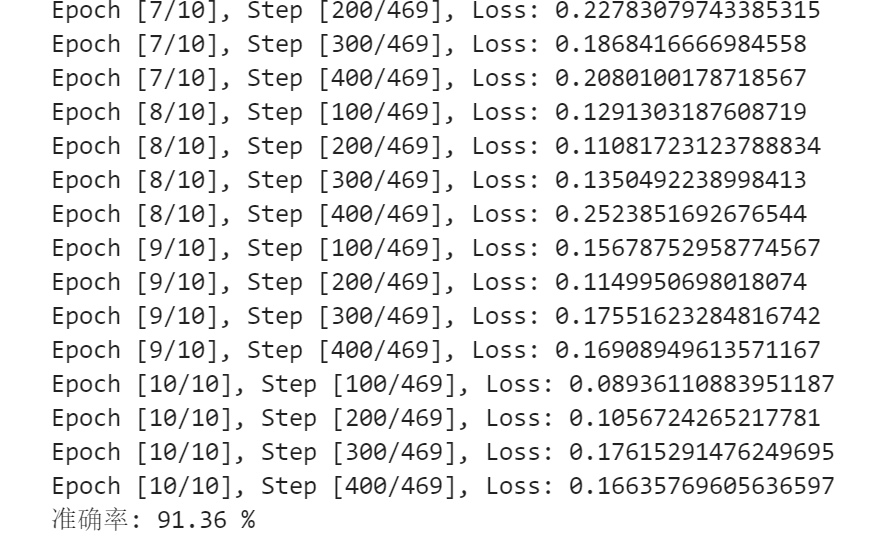 Epoch [7/10], Step [200/469], Loss: 0.22783079743385315
Epoch [7/10], Step [300/469], Loss: 0.1868416666984558
Epoch [7/10], Step [400/469], Loss: 0.2080100178718567
Epoch [8/10], Step [100/469], Loss: 0.1291303187608719
Epoch [8/10], Step [200/469], Loss: 0.11081723123788834
Epoch [8/10], Step [300/469], Loss: 0.1350492238998413
Epoch [8/10], Step [400/469], Loss: 0.2523851692676544
Epoch [9/10], Step [100/469], Loss: 0.15678752958774567
Epoch [9/10], Step [200/469], Loss: 0.1149950698018074
Epoch [9/10], Step [300/469], Loss: 0.17551623284816742
Epoch [9/10], Step [400/469], Loss: 0.16908949613571167
Epoch [10/10], Step [100/469], Loss: 0.08936110883951187
Epoch [10/10], Step [200/469], Loss: 0.1056724265217781
Epoch [10/10], Step [300/469], Loss: 0.17615291476249695
Epoch [10/10], Step [400/469], Loss: 0.16635769605636597
准确率: 91.36 %